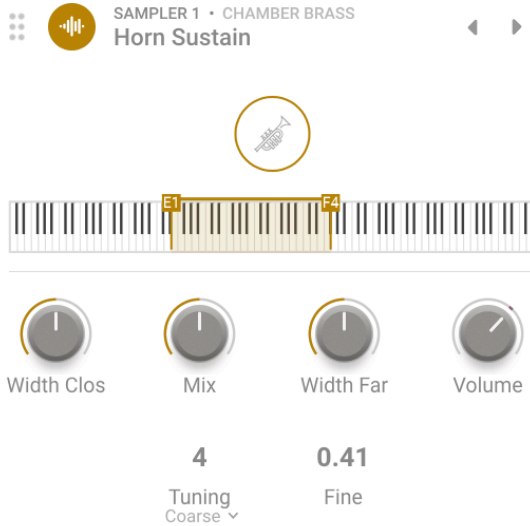 SAMPLER 1 • CHAMBER BRASS
Horn Sustain
E1 F4
Width Clos Mix Width Far Volume
4 0.41
Tuning Fine
Coarse